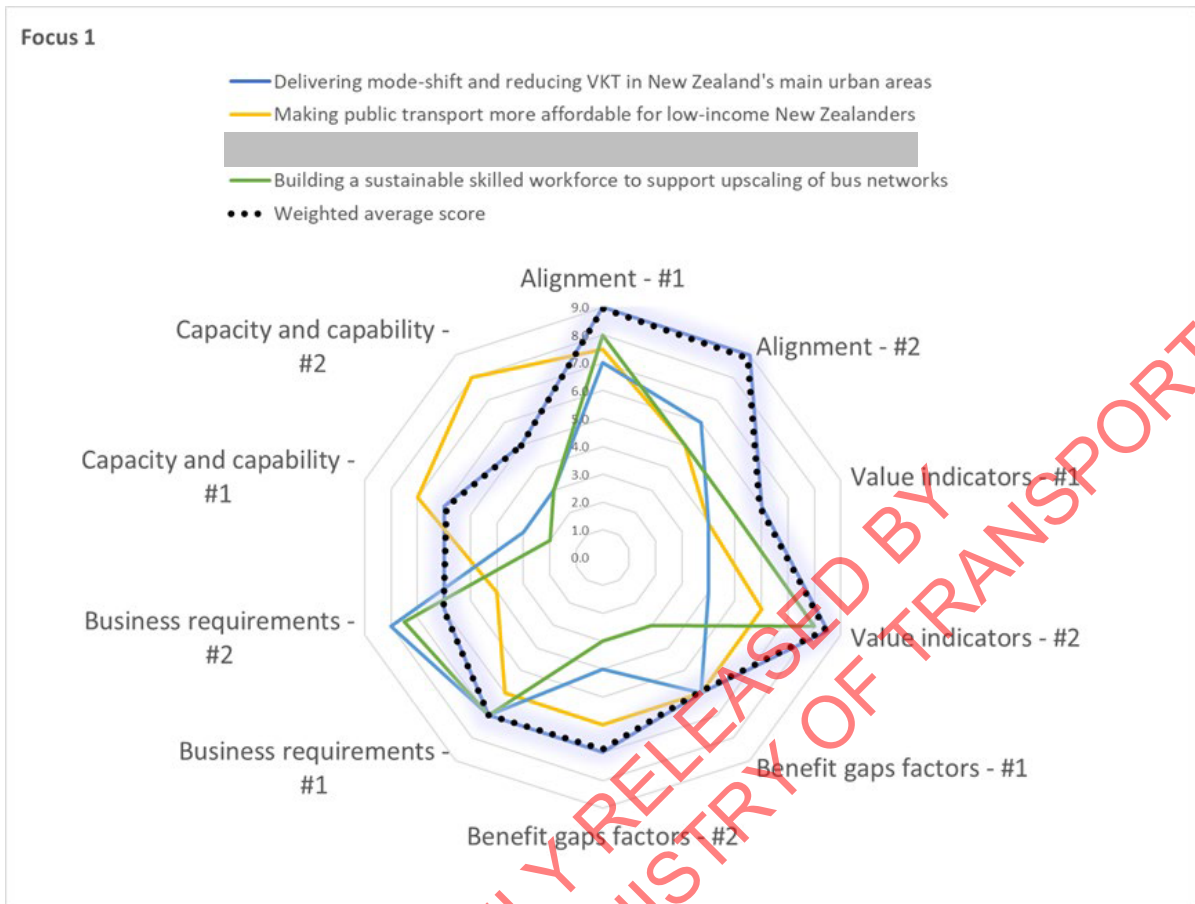 Focus 1
Delivering mode-shift and reducing VKT in New Zealand's main urban areas
Making public transport more affordable for low-income New Zealanders
Building a sustainable skilled workforce to support upscaling of bus networks
Weighted average score
Alignment - #1
Alignment - #2
Value indicators - #1
Value indicators - #2
Benefit gaps factors - #1
Benefit gaps factors - #2
Business requirements -
#1
Business requirements -
#2
Capacity and capability -
#1
Capacity and capability -
#2
9.0
8.0
7.0
6.0
5.0
4.0
3.0
2.0
1.0
0.0
LY RELEASED BY
NISTRY OF TRANSPORT